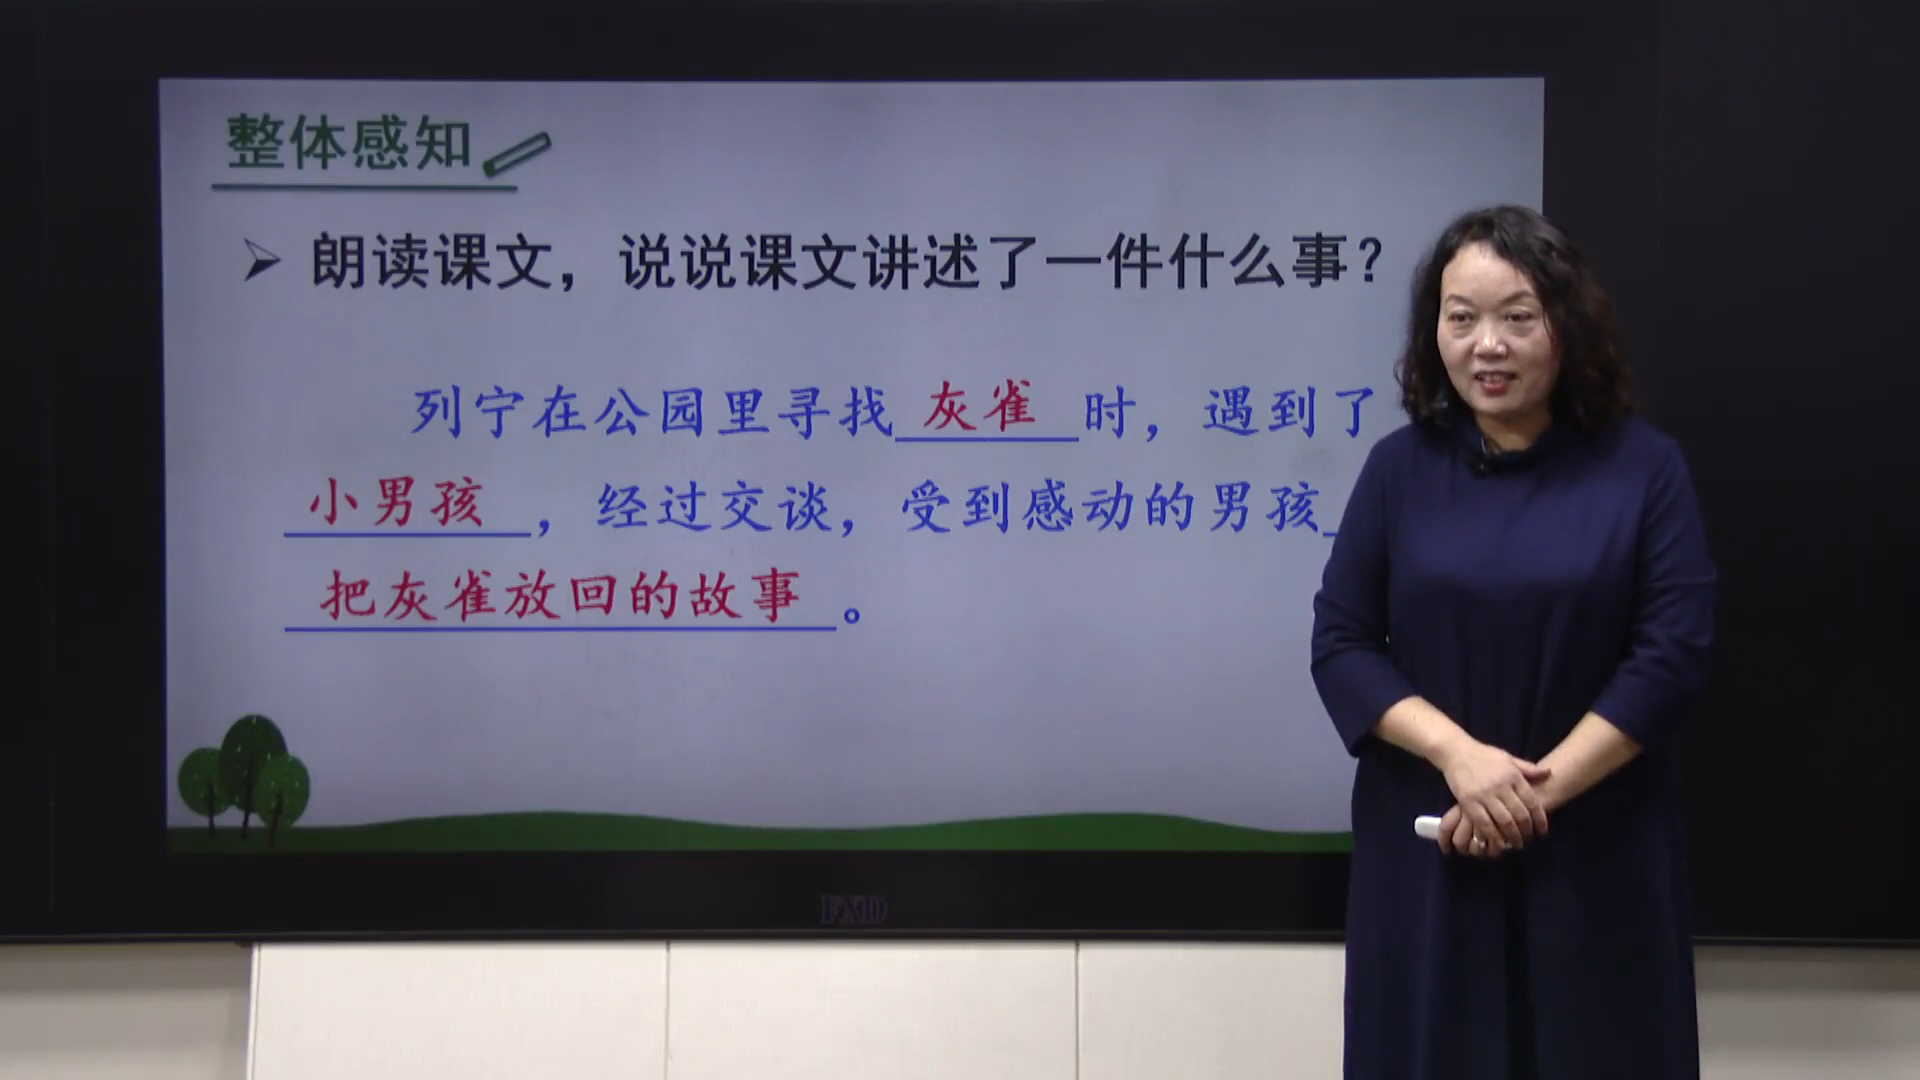 整体感知
朗读课文，说说课文讲述了一件什么事？
列宁在公园里寻找灰雀时，遇到了
小男孩，经过交谈，受到感动的男孩
把灰雀放回的故事。